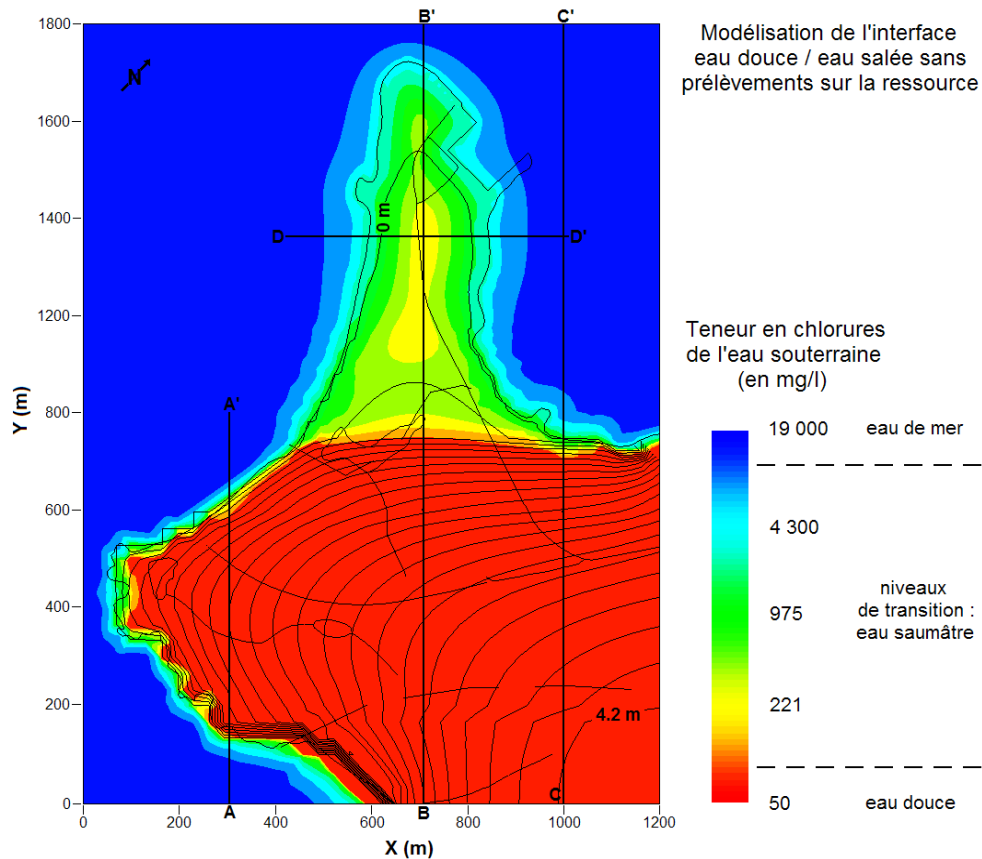 Modélisation de l'interface
eau douce / eau salée sans
prélèvements sur la ressource
Teneur en chlorures
de l'eau souterraine
(en mg/l)
19 000 eau de mer
4 300
975
niveaux
de transition :
eau saumâtre
221
50 eau douce
Y (m)
1800
1600
1400
1200
1000
800
600
400
200
0
0 200 400 600 800 1000 1200
X (m)
N
B' C'
0 m
D D'
A'
4.2 m
A B C